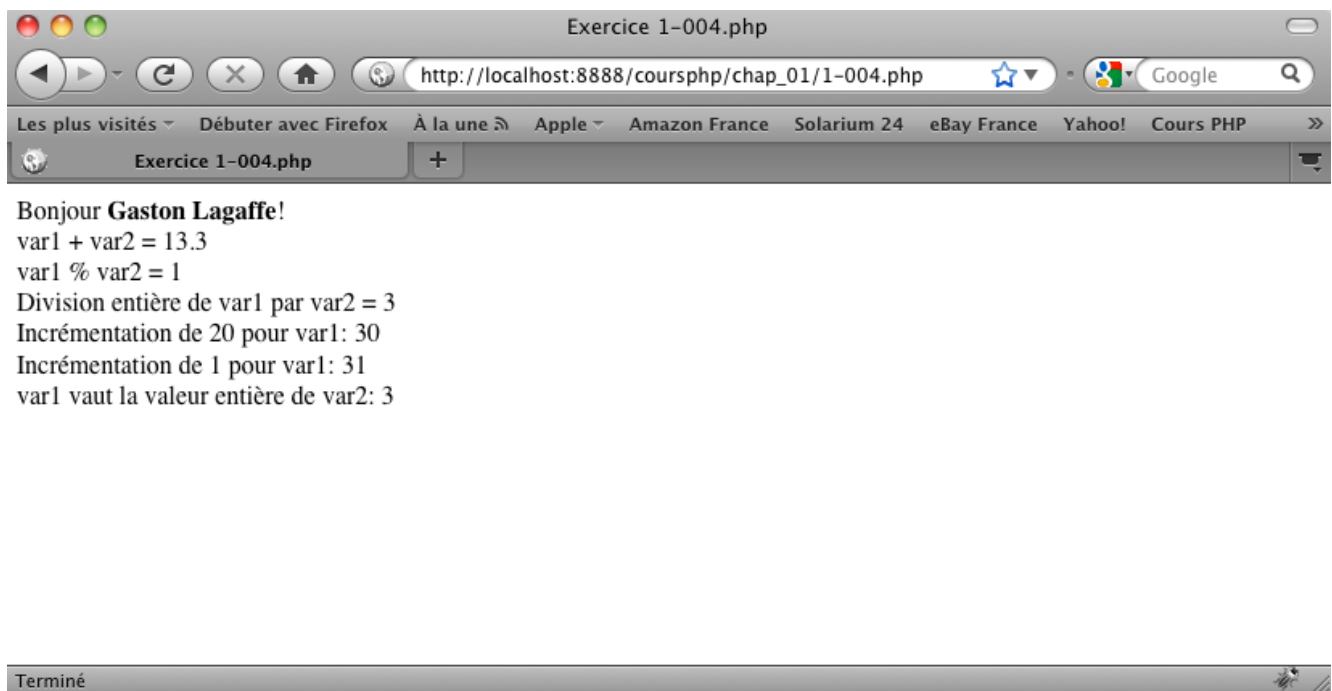 Exercice 1-004.php
http://localhost:8888/coursphp/chap_01/1-004.php
Google
Les plus visités Débuter avec Firefox À la une Apple Amazon France Solarium 24 eBay France Yahoo! Cours PHP »
Exercice 1-004.php +
Bonjour Gaston Lagaffe!
var1 + var2 = 13.3
var1 % var2 = 1
Division entière de var1 par var2 = 3
Incrémentation de 20 pour var1: 30
Incrémentation de 1 pour var1: 31
var1 vaut la valeur entière de var2: 3
Terminé